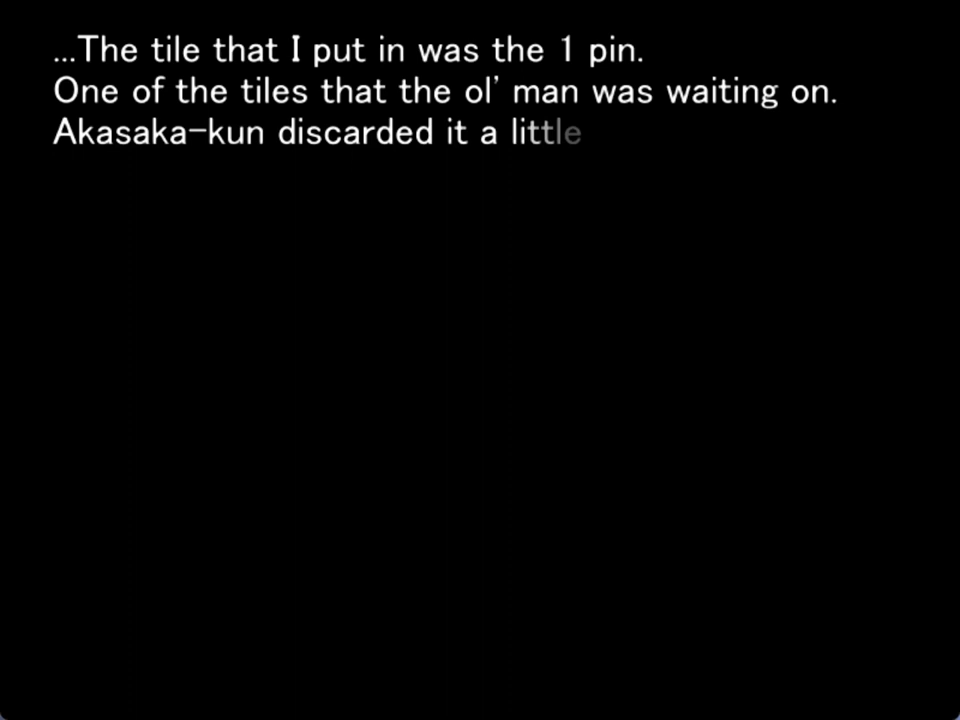 ...The tile that I put in was the 1 pin.
One of the tiles that the ol' man was waiting on.
Akasaka-kun discarded it a little